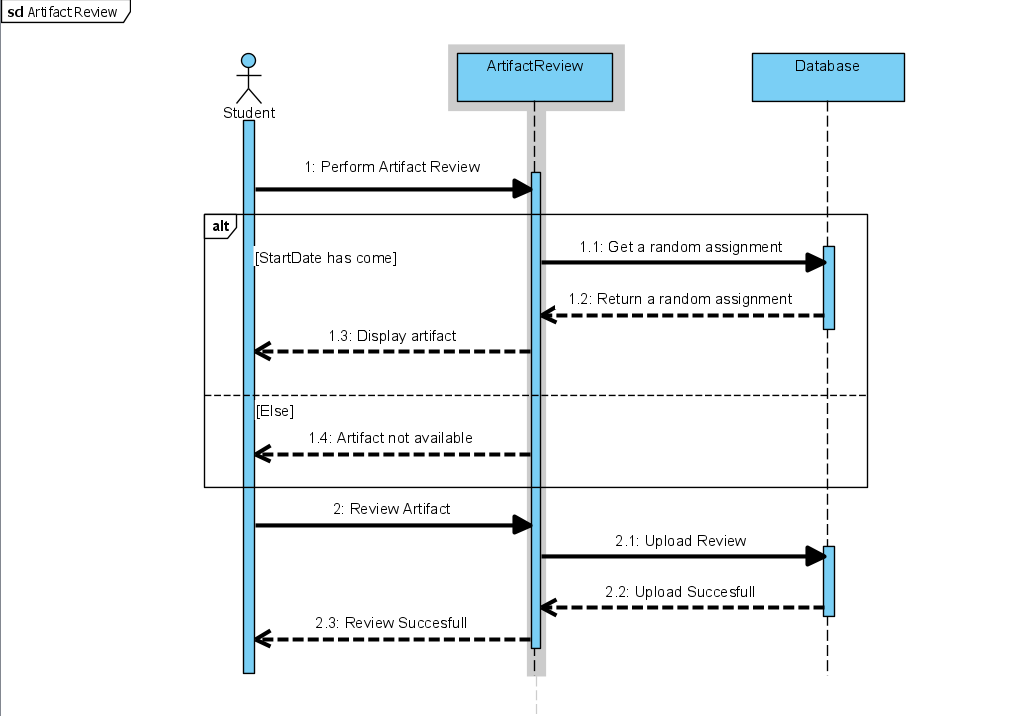 sd Artifact Review
ArtifactReview
Database
Student
1: Perform Artifact Review
alt
1.1: Get a random assignment
[StartDate has come]
1.2: Return a random assignment
1.3: Display artifact
[Else]
1.4: Artifact not available
2: Review Artifact
2.1: Upload Review
2.2: Upload Succesfull
2.3: Review Succesfull